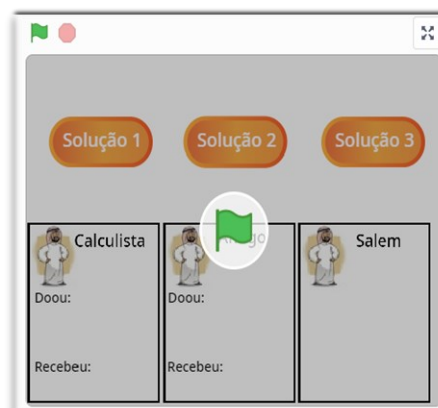 Solução 1
Solução 2
Solução 3
Calculista
Salem
Doou:
Doou:
Recebeu:
Recebeu: